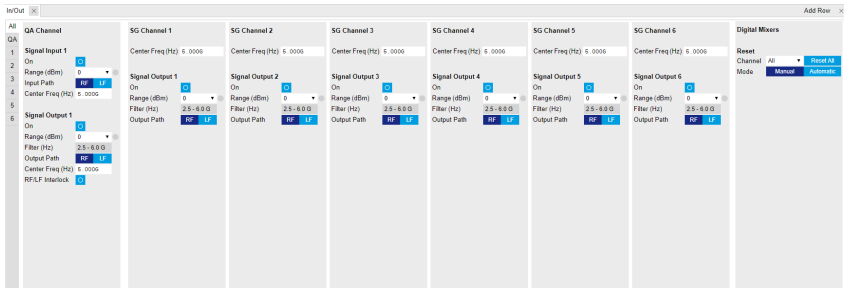 In/Out ×
Add Row ×
All
QA
1
2
3
4
5
6
QA Channel
Signal Input 1
On
Range (dBm) 0
Input Path RF LF
Center Freq (Hz) 5.000G
Signal Output 1
On
Range (dBm) 0
Filter (Hz) 2.5 - 6.0 G
Output Path RF LF
Center Freq (Hz) 5.000G
RF/LF Interlock
SG Channel 1
Center Freq (Hz) 5.000G
Signal Output 1
On
Range (dBm) 0
Filter (Hz) 2.5 - 6.0 G
Output Path RF LF
SG Channel 2
Center Freq (Hz) 5.000G
Signal Output 2
On
Range (dBm) 0
Filter (Hz) 2.5 - 6.0 G
Output Path RF LF
SG Channel 3
Center Freq (Hz) 5.000G
Signal Output 3
On
Range (dBm) 0
Filter (Hz) 2.5 - 6.0 G
Output Path RF LF
SG Channel 4
Center Freq (Hz) 5.000G
Signal Output 4
On
Range (dBm) 0
Filter (Hz) 2.5 - 6.0 G
Output Path RF LF
SG Channel 5
Center Freq (Hz) 5.000G
Signal Output 5
On
Range (dBm) 0
Filter (Hz) 2.5 - 6.0 G
Output Path RF LF
SG Channel 6
Center Freq (Hz) 5.000G
Signal Output 6
On
Range (dBm) 0
Filter (Hz) 2.5 - 6.0 G
Output Path RF LF
Digital Mixers
Reset
Channel All Reset All
Mode Manual Automatic